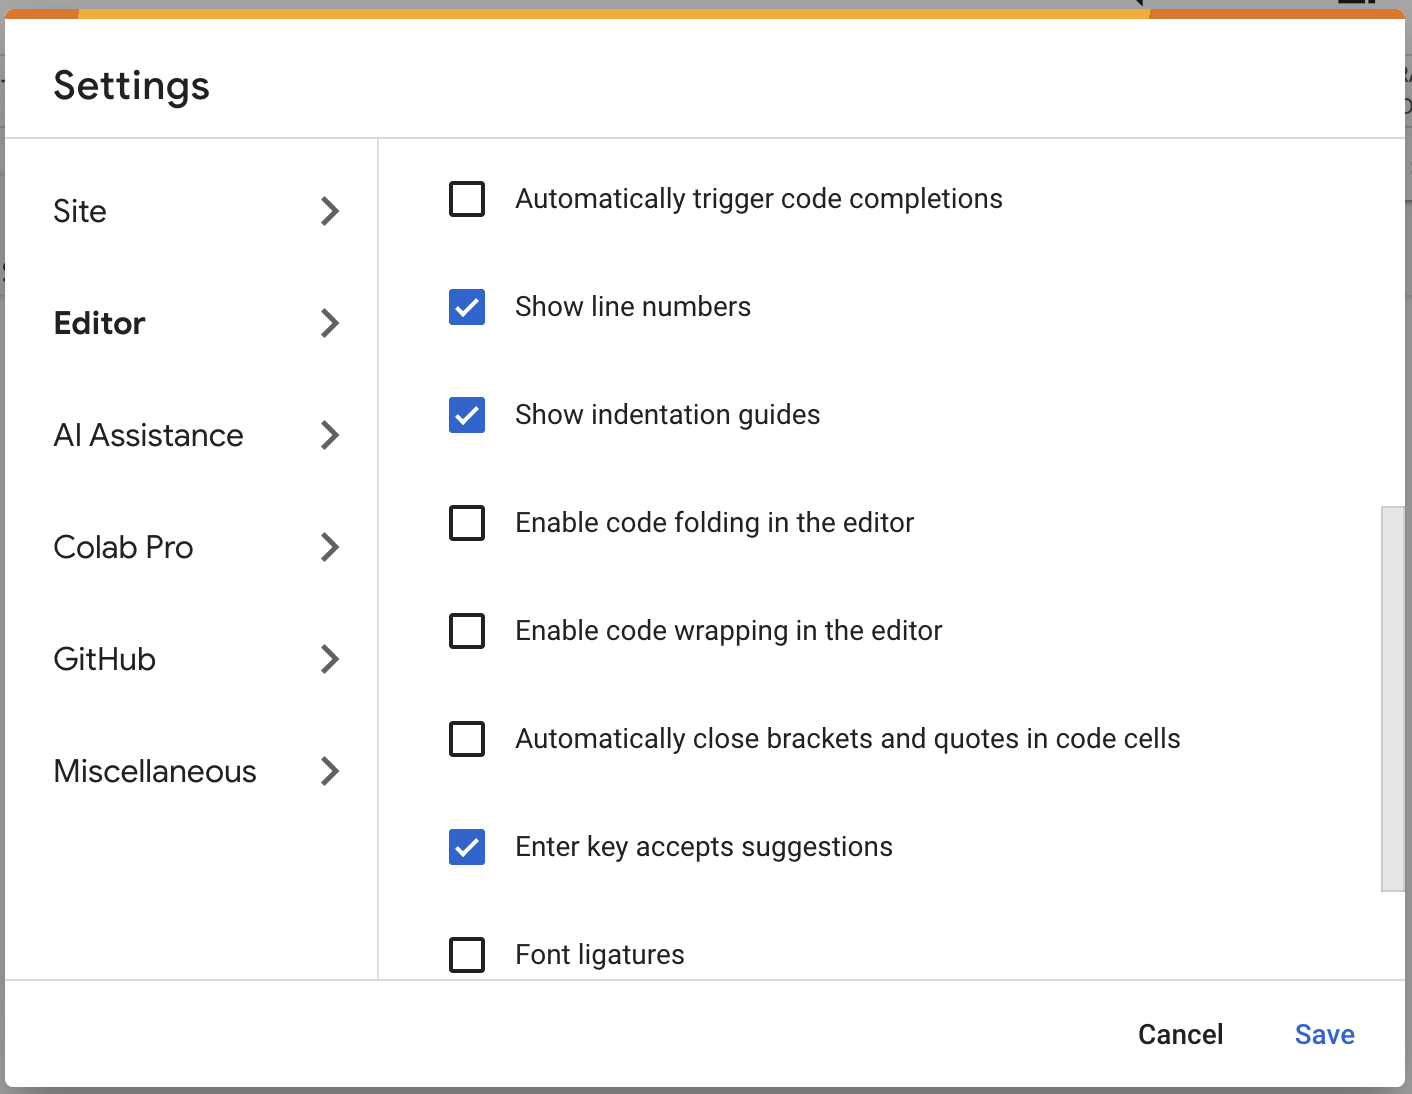 Settings
Site
Editor
AI Assistance
Colab Pro
GitHub
Miscellaneous
Automatically trigger code completions
Show line numbers
Show indentation guides
Enable code folding in the editor
Enable code wrapping in the editor
Automatically close brackets and quotes in code cells
Enter key accepts suggestions
Font ligatures
Cancel
Save